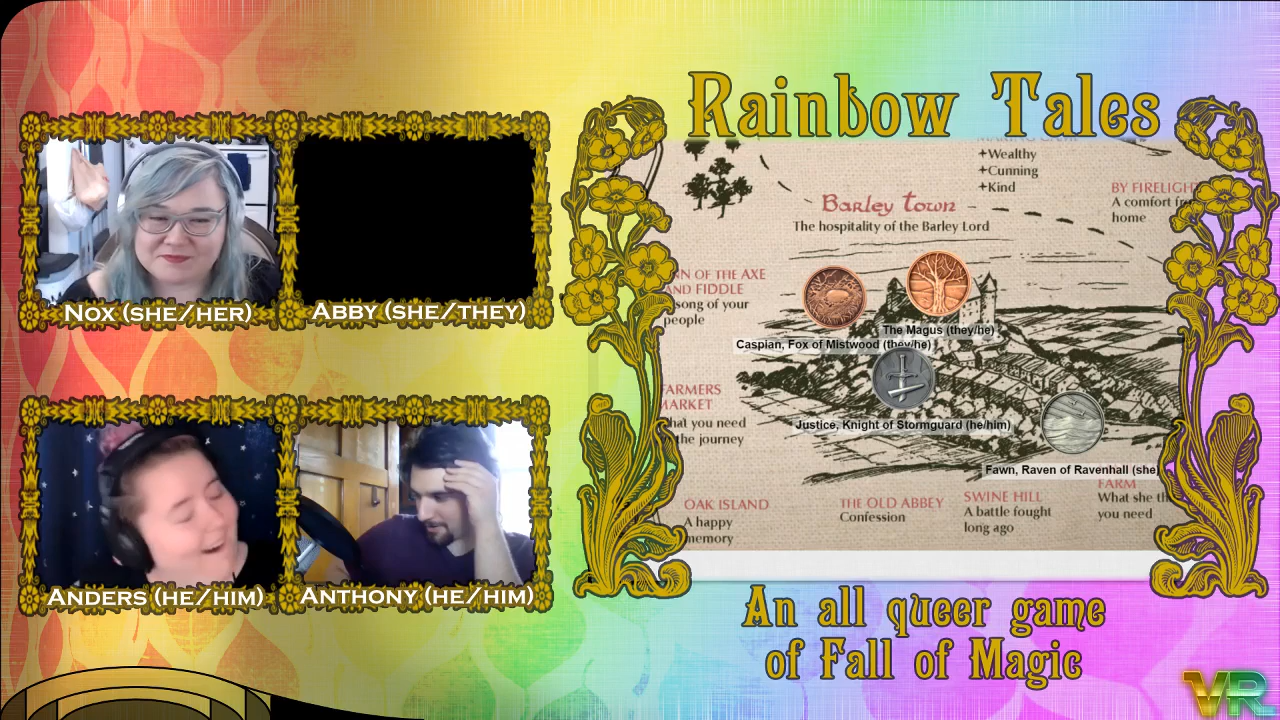 Rainbow Tales
NOX (SHE/HER)
ABBY (SHE/THEY)
ANDERS (HE/HIM)
ANTHONY (HE/HIM)
+Wealthy
+Cunning
+Kind
BY FIRELIGH
A comfort
home
Barley Town
The hospitality of the Barley Lord
NN OF THE AXE
AND FIDDLE
song of your
people
The Magus (they/he)
Caspian, Fox of Mistwood (they/he)
Justice, Knight of Stormguard (he/him)
Fawn, Raven of Ravenhall (she)
FARMERS
MARKET
hat you need
the journey
OAK ISLAND
A happy
memory
THE OLD ABBEY
Confession
SWINE HILL
A battle fought
long ago
FARM
What she th
you need
An all queer game
of Fall of Magic
VR